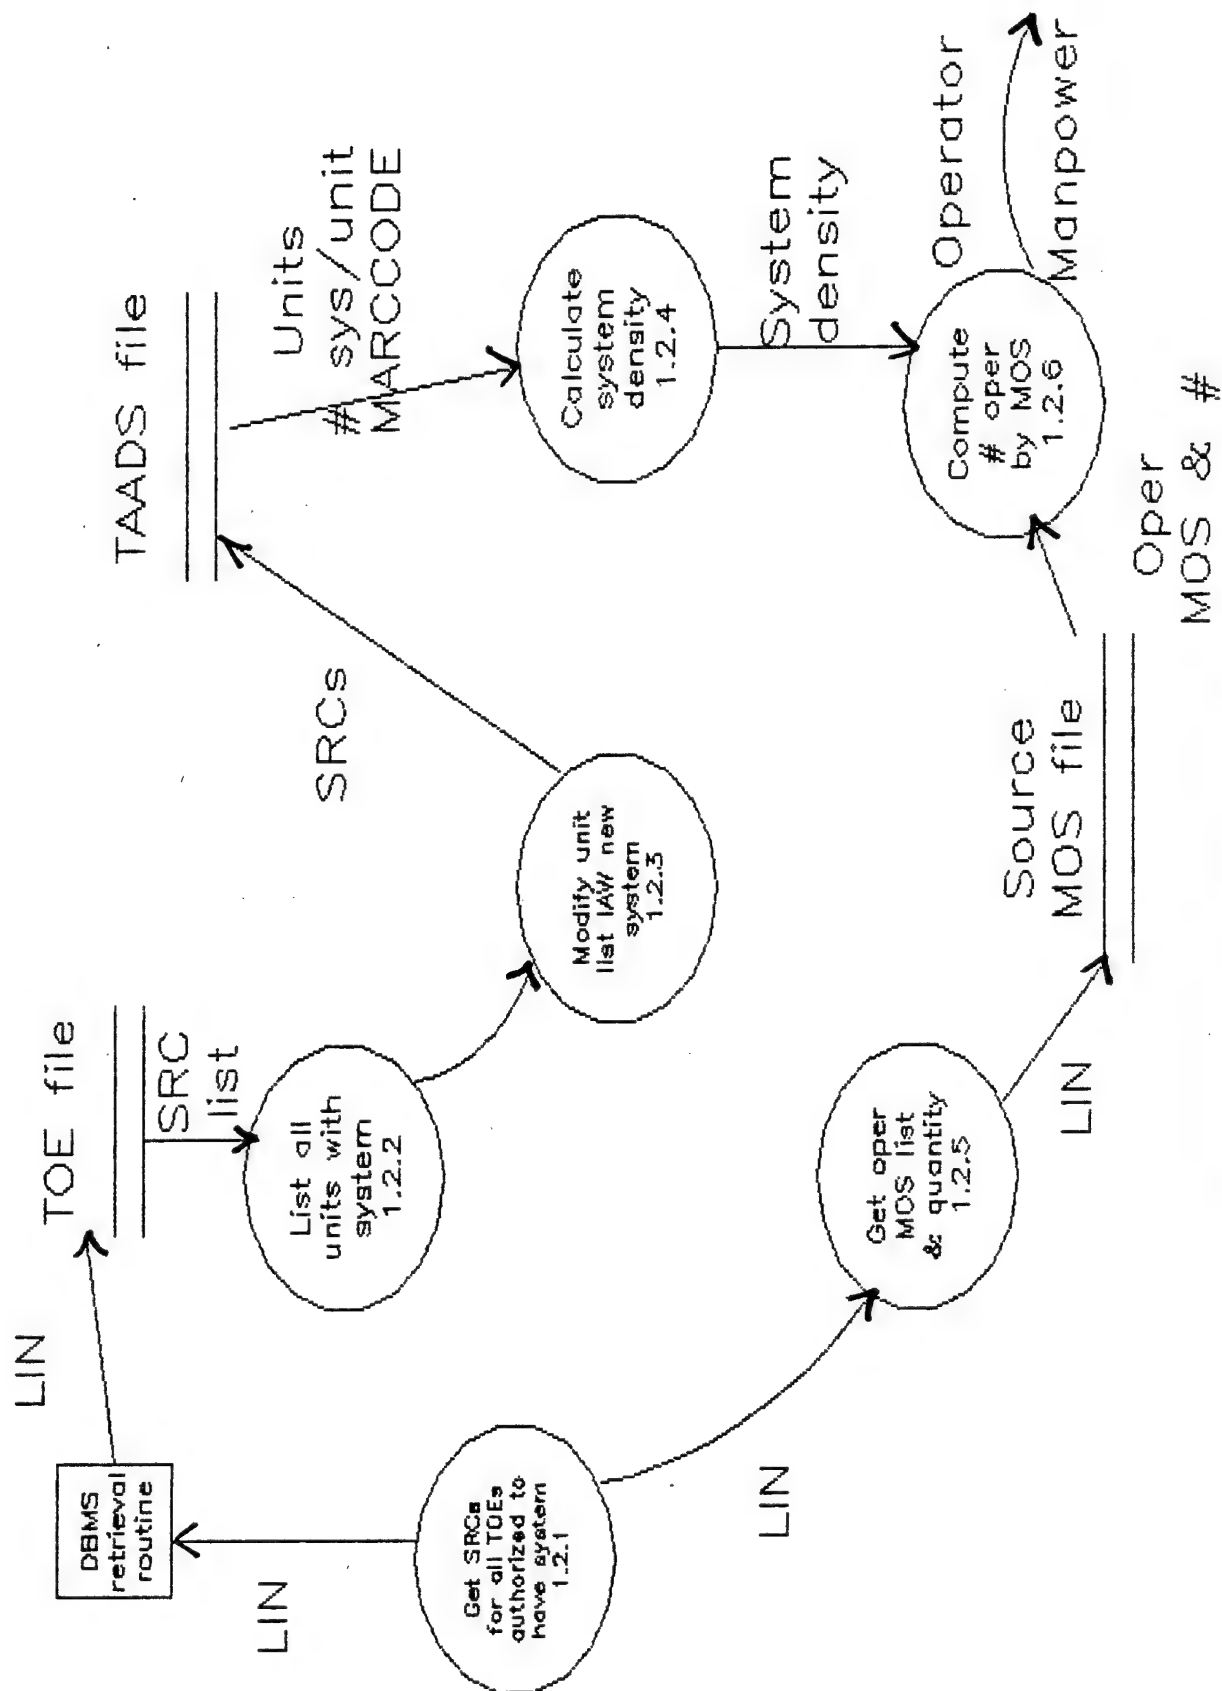 LIN
TOE file
TAADS file
DBMS
retrieval
routine
SRC
list
SRCs
Units
# sys/unit
MARCCODE
LIN
List all
units with
system
1.2.2
Get SRCs
for all TOEs
authorized to
have system
1.2.1
Modify unit
list IAW new
system
1.2.3
Calculate
system
density
1.2.4
System
density
LIN
Get oper
MOS list
& quantity
1.2.5
LIN
Source
MOS file
Compute
# oper
by MOS
1.2.6
Operator
Manpower
Oper
MOS & #